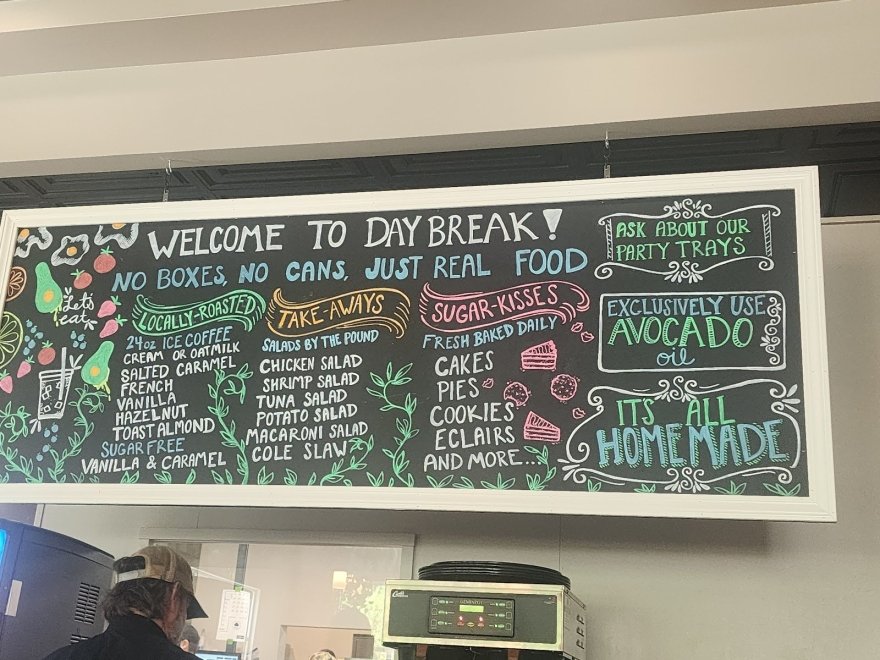 WELCOME TO DAYBREAK!
NO BOXES, NO CANS, JUST REAL FOOD
Let's
eat
LOCALLY-ROASTED
24oz ICE COFFEE
CREAM OR OATMILK
SALTED CARAMEL
FRENCH
VANILLA
HAZELNUT
TOAST ALMOND
SUGAR FREE
VANILLA & CARAMEL
TAKE-AWAYS
SALADS BY THE POUND
CHICKEN SALAD
SHRIMP SALAD
TUNA SALAD
POTATO SALAD
MACARONI SALAD
COLE SLAW
SUGAR-KISSES
FRESH BAKED DAILY
CAKES
PIES
COOKIES
ECLAIRS
AND MORE...
ASK ABOUT OUR
PARTY TRAYS
EXCLUSIVELY USE
AVOCADO
oil
IT'S ALL
HOMEMADE
Curtis